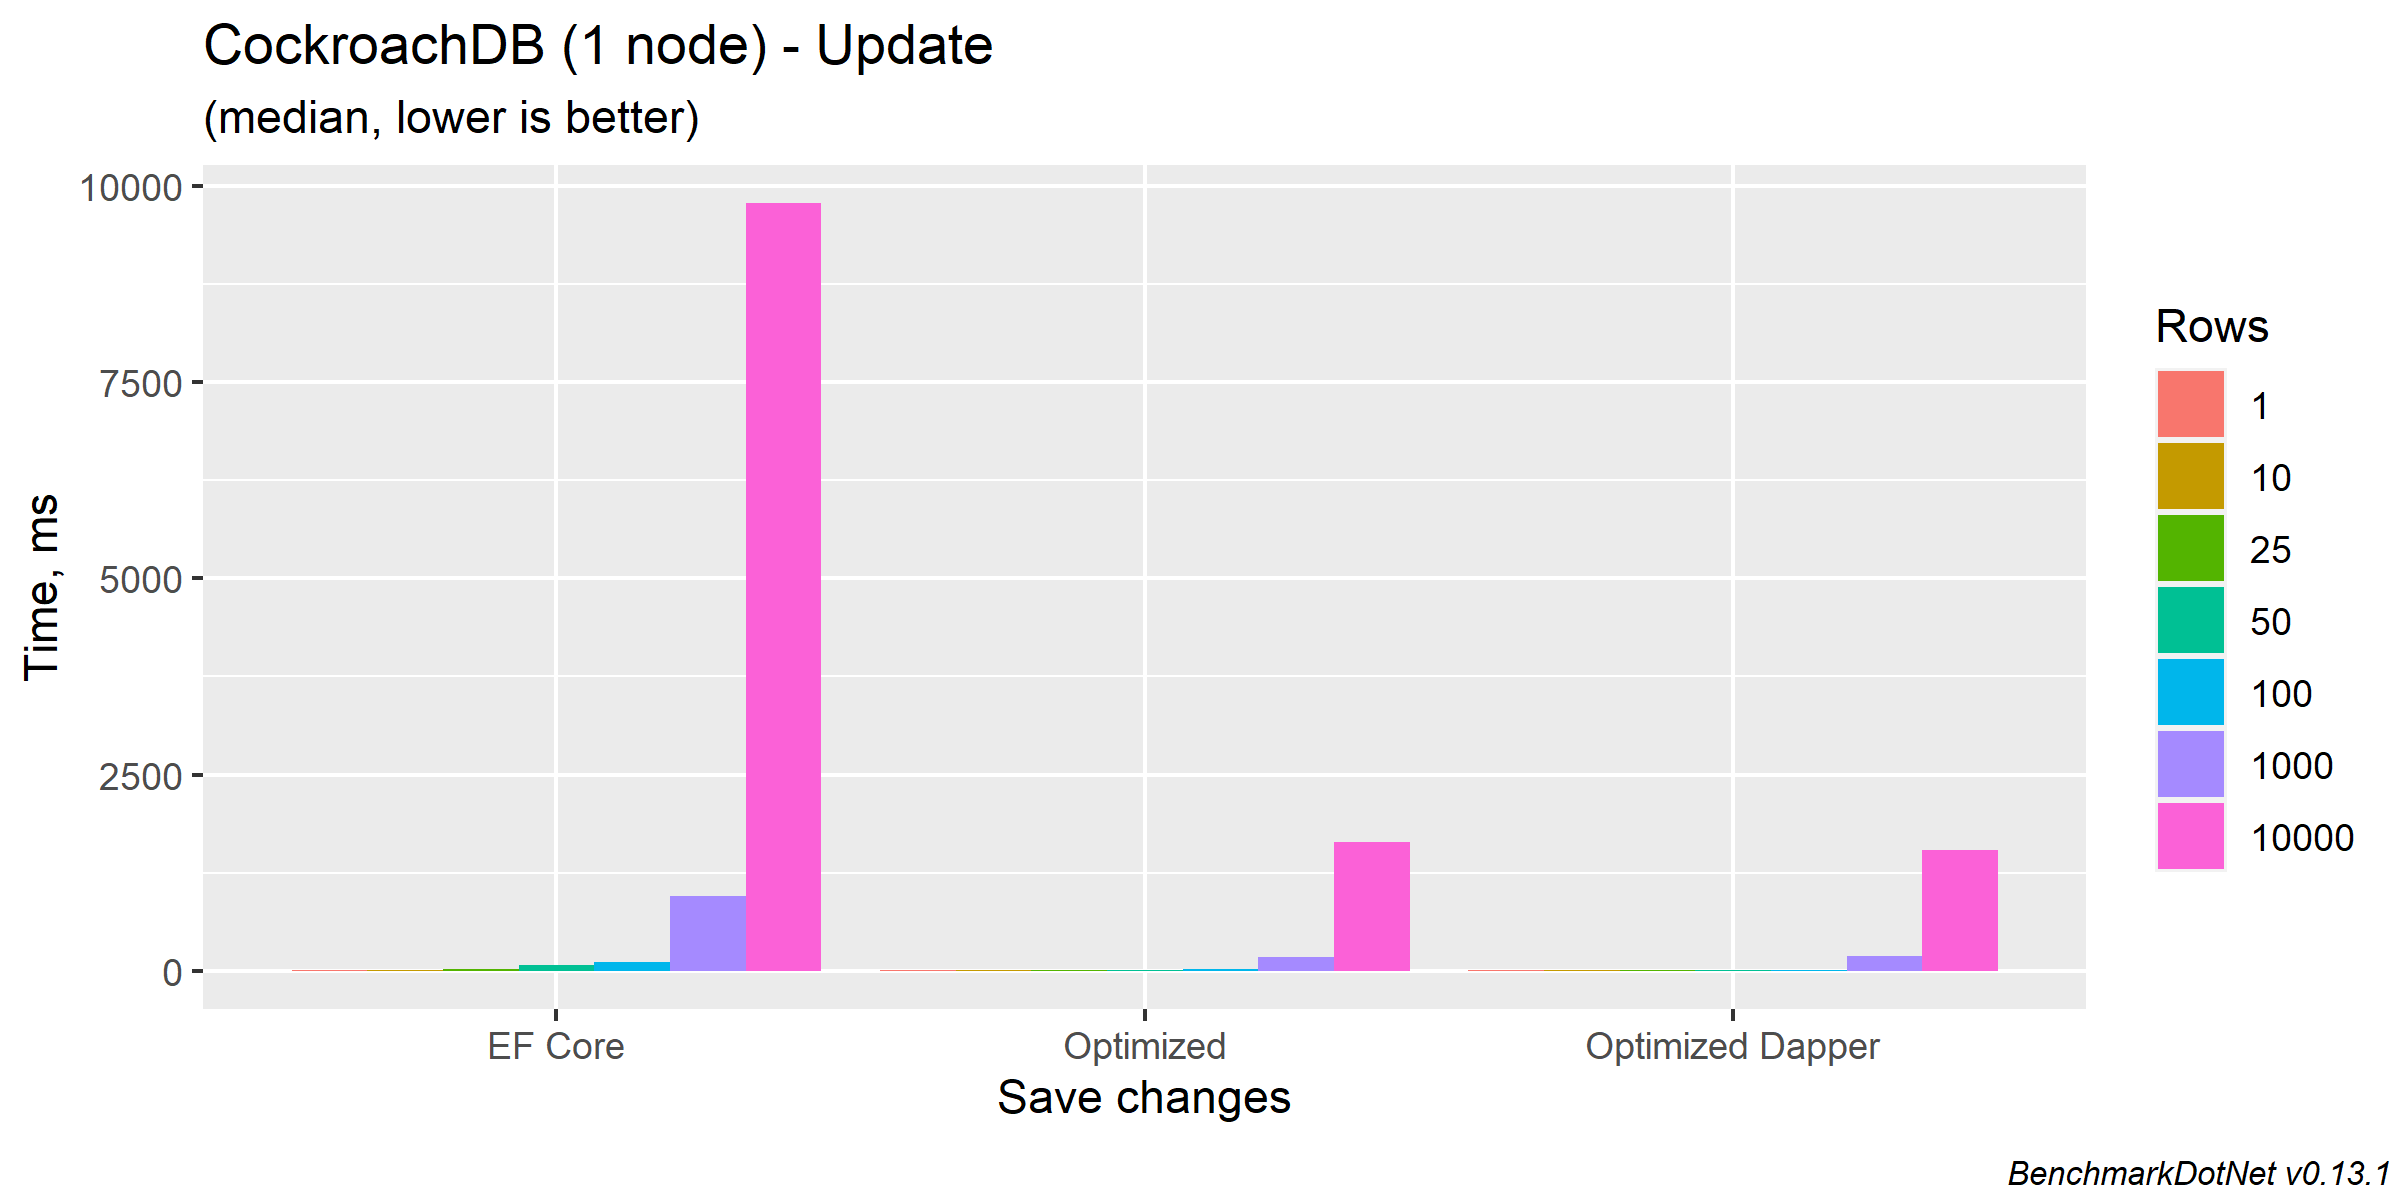 CockroachDB (1 node) - Update
(median, lower is better)
10000
7500
5000
2500
0
Time, ms
EF Core
Optimized
Optimized Dapper
Save changes
Rows
1
10
25
50
100
1000
10000
BenchmarkDotNet v0.13.1